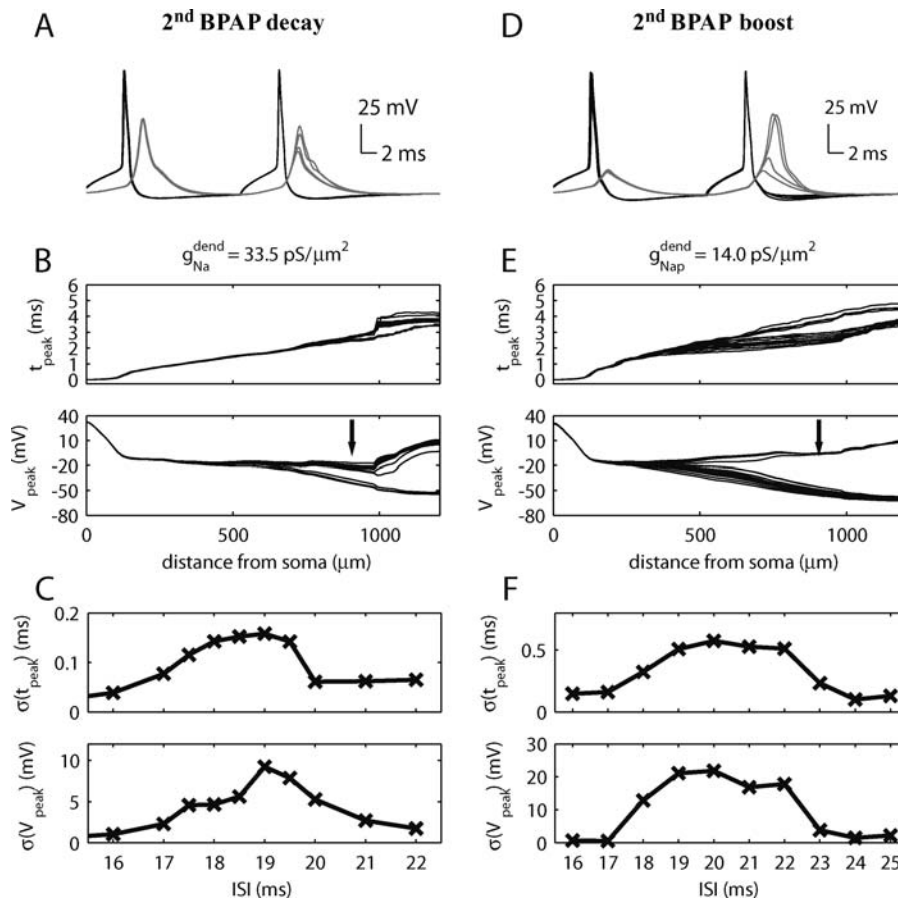 A
2nd BPAP decay
25 mV
2 ms
B
g_Na^dend = 33.5 pS/μm²
t_peak (ms)
6
5
4
3
2
1
0
V_peak (mV)
40
10
-20
-50
-80
0
500
1000
distance from soma (μm)
C
σ(t_peak) (ms)
0.2
0.1
0
σ(V_peak) (mV)
10
5
0
16 17 18 19 20 21 22
ISI (ms)
D
2nd BPAP boost
25 mV
2 ms
E
g_Nap^dend = 14.0 pS/μm²
t_peak (ms)
6
5
4
3
2
1
0
V_peak (mV)
40
10
-20
-50
-80
0
500
1000
distance from soma (μm)
F
σ(t_peak) (ms)
0.5
0
σ(V_peak) (mV)
30
20
10
0
16 17 18 19 20 21 22 23 24 25
ISI (ms)